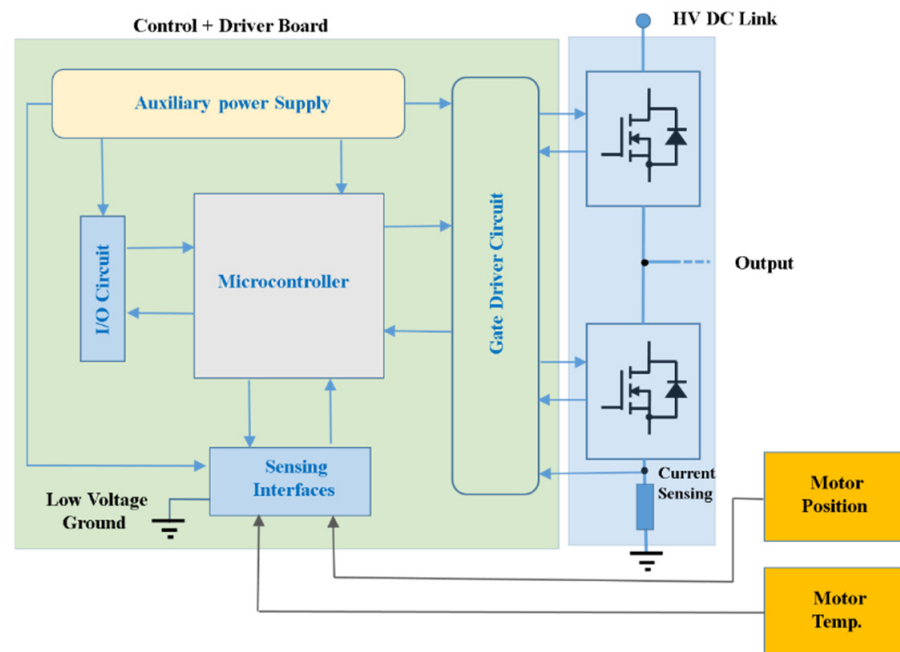 Control + Driver Board
HV DC Link
Auxiliary power Supply
I/O Circuit
Microcontroller
Gate Driver Circuit
Output
Sensing
Interfaces
Low Voltage
Ground
Current
Sensing
Motor
Position
Motor
Temp.